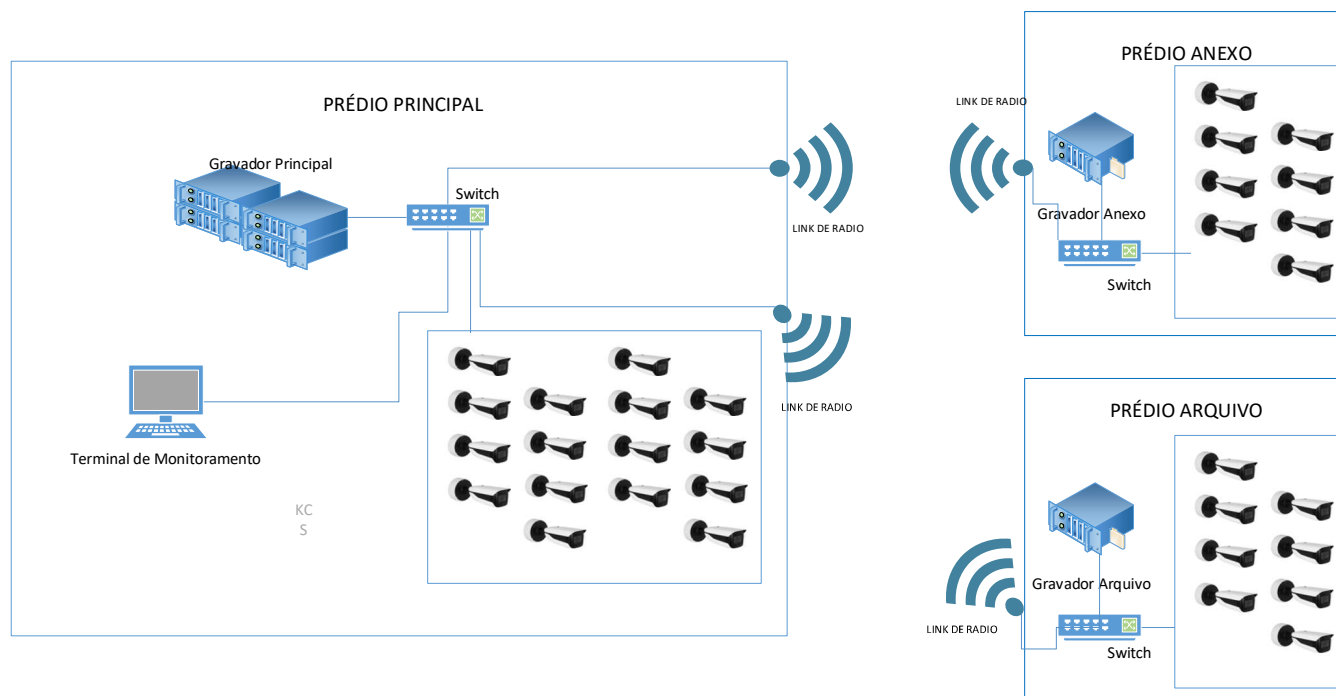 PRÉDIO PRINCIPAL
Gravador Principal
Switch
LINK DE RADIO
LINK DE RADIO
Terminal de Monitoramento
KC
S
PRÉDIO ANEXO
LINK DE RADIO
Gravador Anexo
Switch
PRÉDIO ARQUIVO
Gravador Arquivo
LINK DE RADIO
Switch